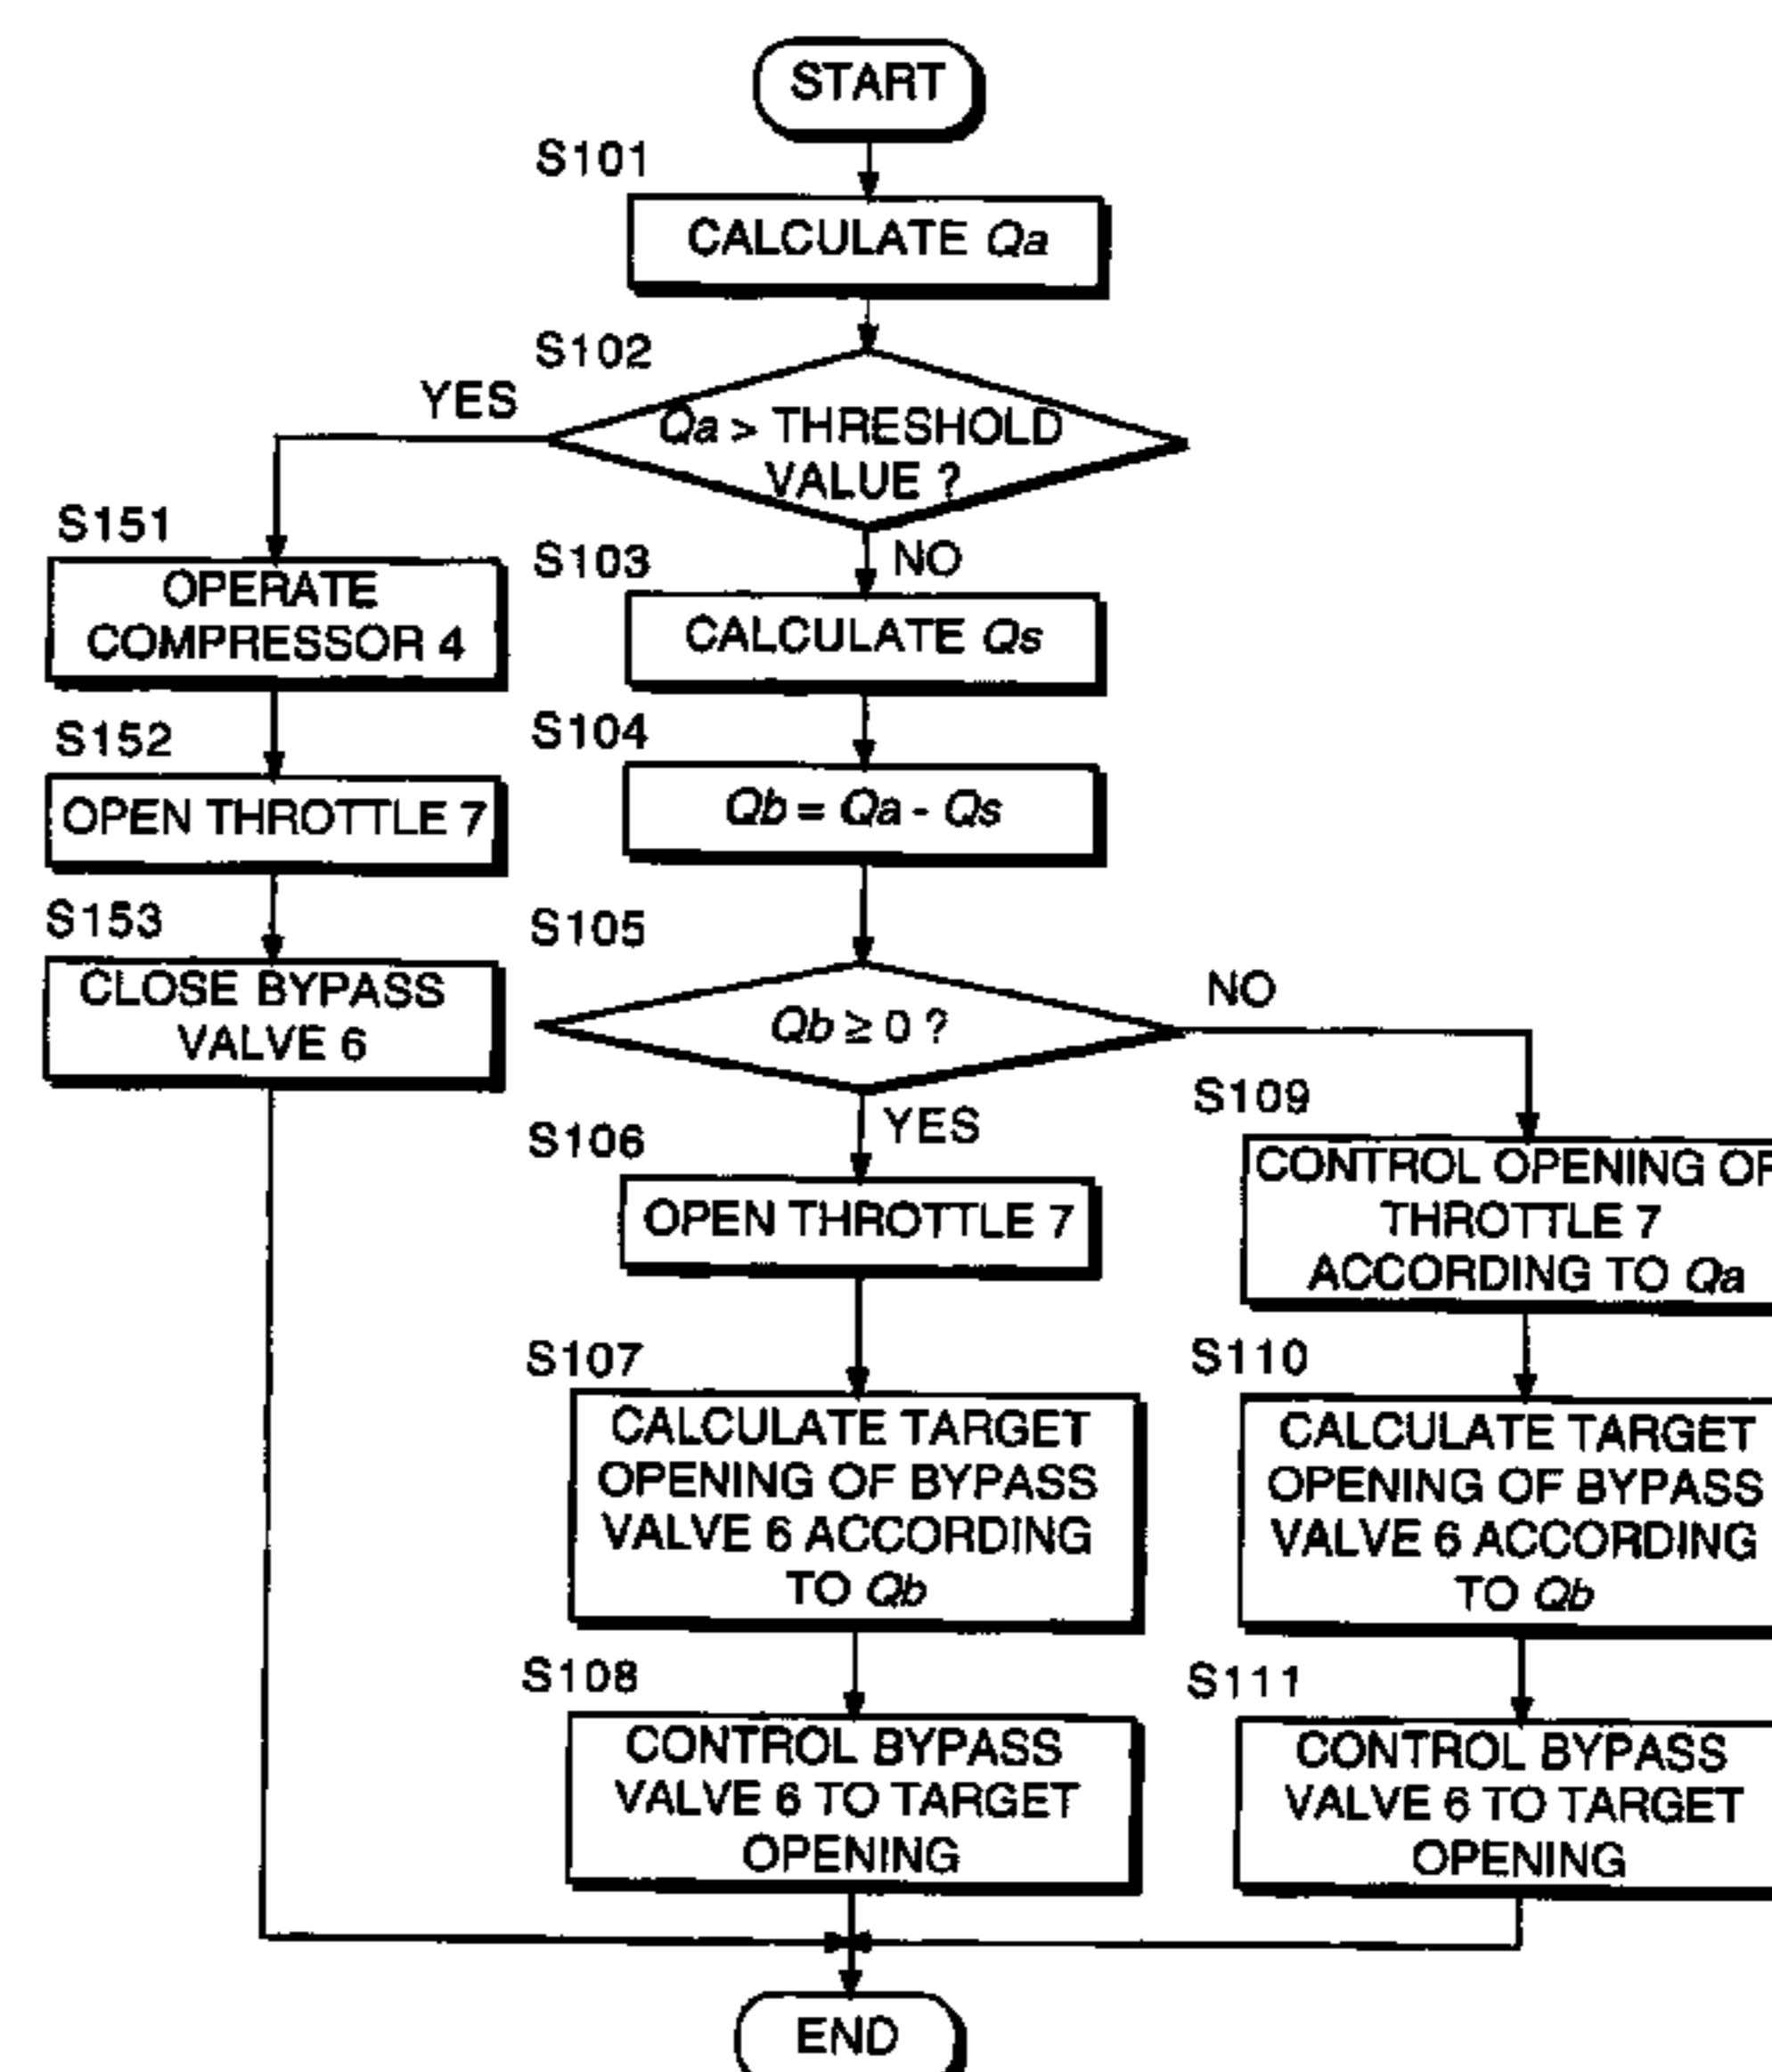 START
S101
CALCULATE Qa
S102
YES
Qa > THRESHOLD
VALUE ?
NO
S151
OPERATE
COMPRESSOR 4
S103
CALCULATE Qs
S152
OPEN THROTTLE 7
S104
Qb = Qa - Qs
S153
CLOSE BYPASS
VALVE 6
S105
Qb ≥ 0 ?
NO
YES
S106
OPEN THROTTLE 7
S109
CONTROL OPENING OF
THROTTLE 7
ACCORDING TO Qa
S107
CALCULATE TARGET
OPENING OF BYPASS
VALVE 6 ACCORDING
TO Qb
S110
CALCULATE TARGET
OPENING OF BYPASS
VALVE 6 ACCORDING
TO Qb
S108
CONTROL BYPASS
VALVE 6 TO TARGET
OPENING
S111
CONTROL BYPASS
VALVE 6 TO TARGET
OPENING
END